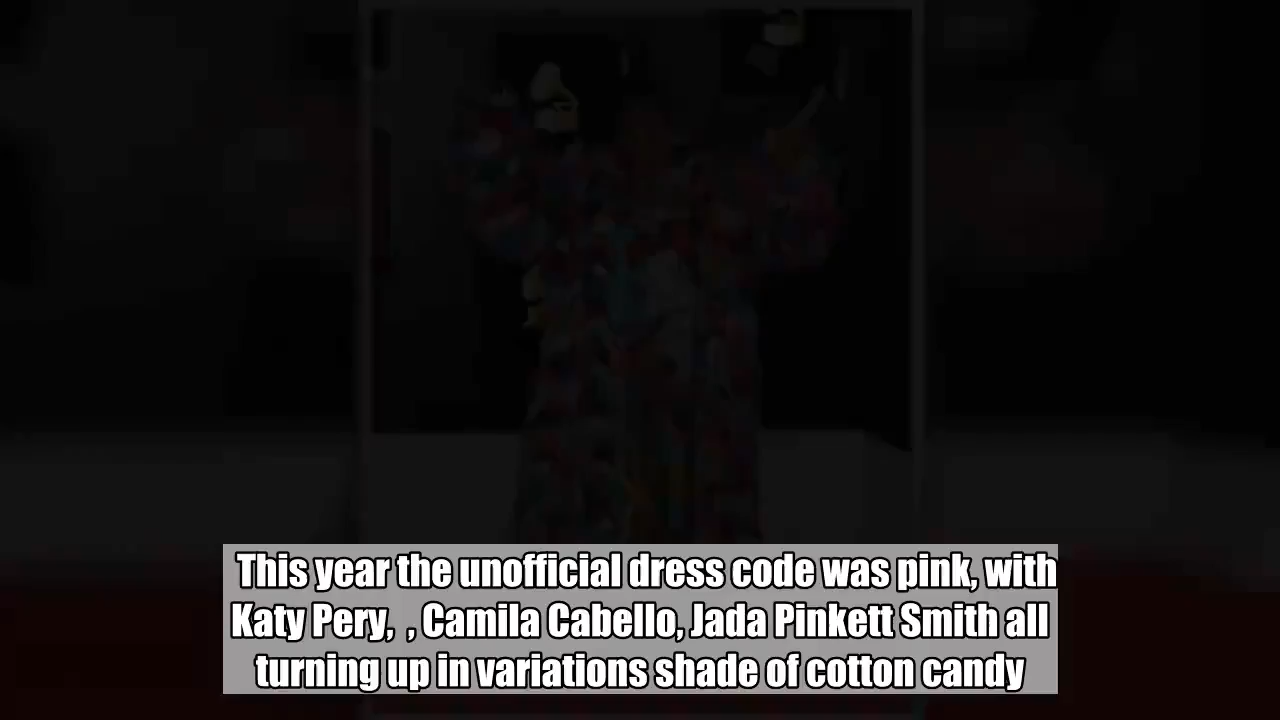 This year the unofficial dress code was pink, with
Katy Pery,  , Camila Cabello, Jada Pinkett Smith all
turning up in variations shade of cotton candy